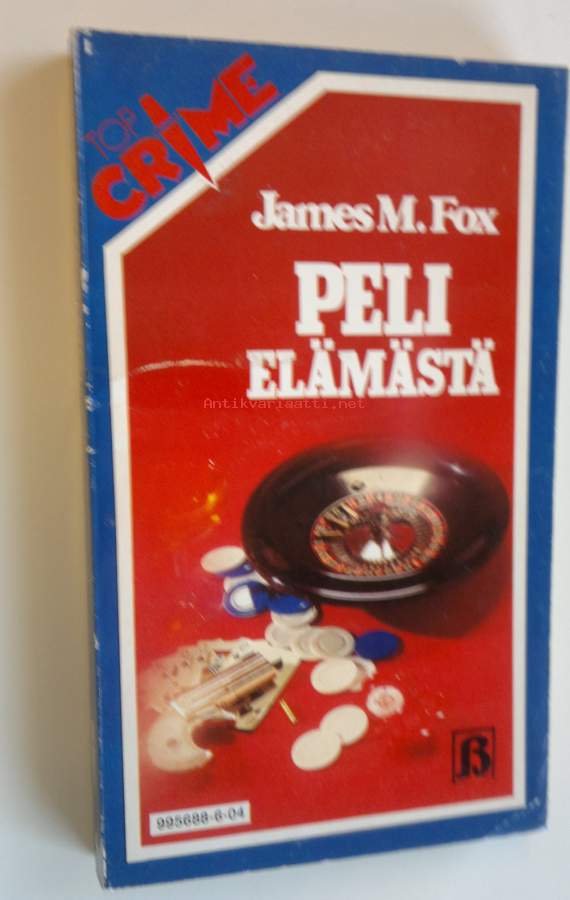 TOP
CRIME
James M. Fox
PELI
ELÄMÄSTÄ
Antikvariaatti.net
B
995688-6-04